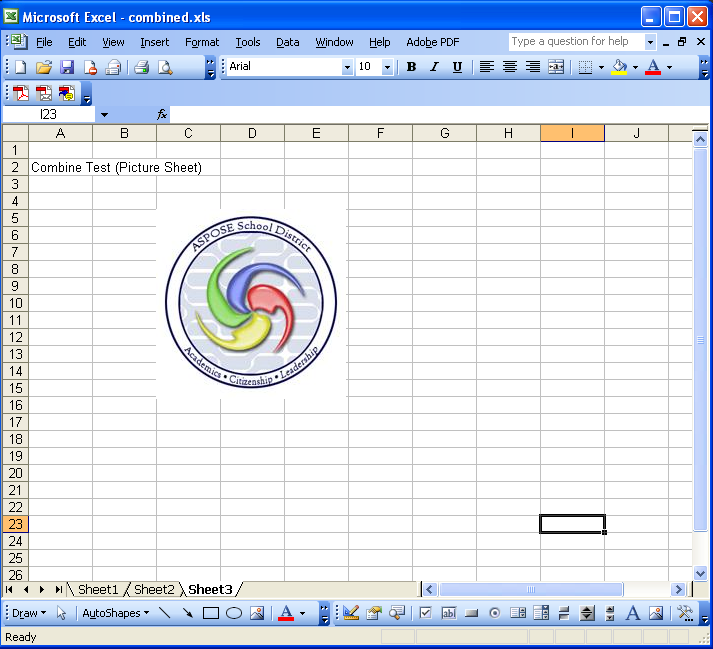 Microsoft Excel - combined.xls
File Edit View Insert Format Tools Data Window Help Adobe PDF Type a question for help
Arial 10 B I U
I23 fx
A B C D E F G H I J
1
2 Combine Test (Picture Sheet)
3
4
5
6
7
8
9
10
11
12
13
14
15
16
17
18
19
20
21
22
23
24
25
26
ASPOSE School District
Academics • Citizenship • Leadership
Sheet1 Sheet2 Sheet3
Draw AutoShapes A ab A
Ready